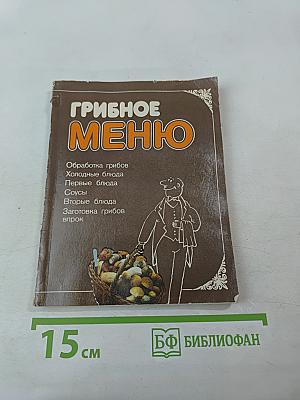 ГРИБНОЕ
МЕНЮ
Обработка грибов
Холодные блюда
Первые блюда
Соусы
Вторые блюда
Заготовка грибов
впрок
15 см
БФ БИБЛИОФАН